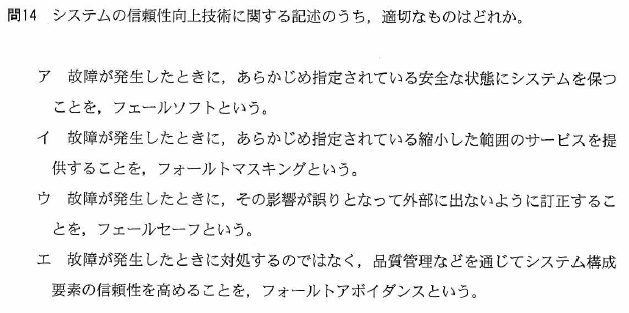 問14 システムの信頼性向上技術に関する記述のうち，適切なものはどれか。
ア 故障が発生したときに，あらかじめ指定されている安全な状態にシステムを保つ
ことを，フェールソフトという。
イ 故障が発生したときに，あらかじめ指定されている縮小した範囲のサービスを提
供することを，フォールトマスキングという。
ウ 故障が発生したときに，その影響が誤りとなって外部に出ないように訂正するこ
とを，フェールセーフという。
エ 故障が発生したときに対処するのではなく，品質管理などを通じてシステム構成
要素の信頼性を高めることを，フォールトアボイダンスという。